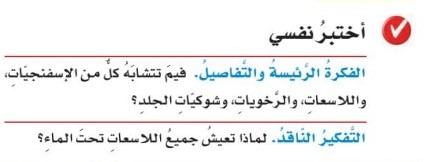 أختبرُ نفسي
الفكرةُ الرَّئيسةُ والتَّفاصيلُ. فيمَ تتشابَهُ كلٌّ من الإسفنجيّاتِ،
واللاسعاتِ، والرَّخوياتِ، وشوكيّاتِ الجلدِ؟
التَّفكيرُ النَّاقدُ. لماذا تعيشُ جميعُ اللاسعاتِ تحتَ الماءِ؟